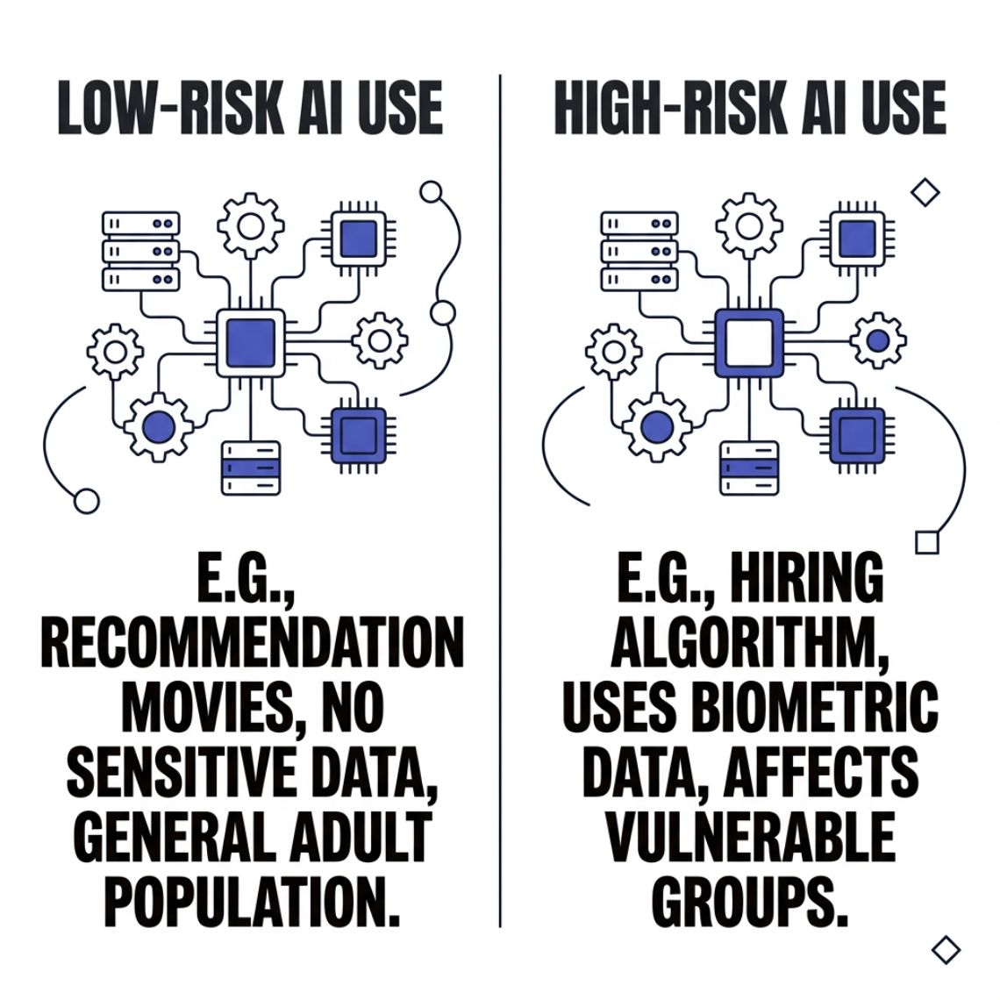 LOW-RISK AI USE
E.G.,
RECOMMENDATION
MOVIES, NO
SENSITIVE DATA,
GENERAL ADULT
POPULATION.
HIGH-RISK AI USE
E.G., HIRING
ALGORITHM,
USES BIOMETRIC
DATA, AFFECTS
VULNERABLE
GROUPS.